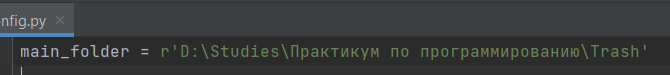 nfig.py
main_folder = r'D:\Studies\Практикум по программированию\Trash'